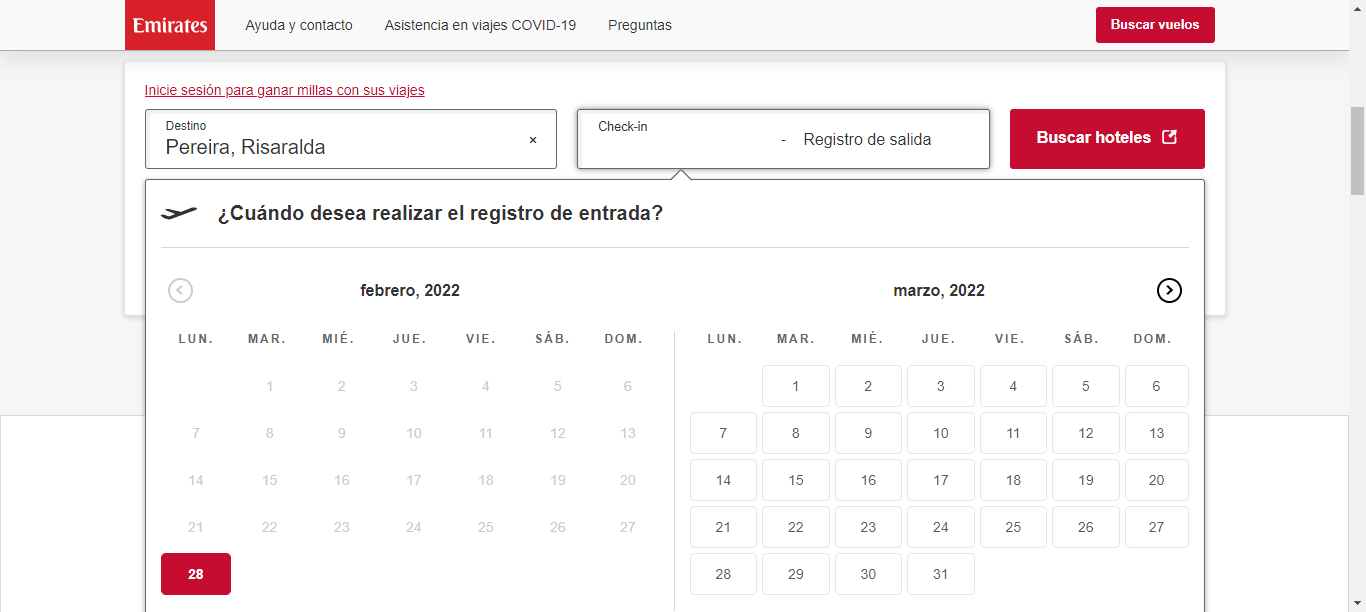 Emirates Ayuda y contacto Asistencia en viajes COVID-19 Preguntas Buscar vuelos
Inicie sesión para ganar millas con sus viajes
Destino Check-in
Pereira, Risaralda × - Registro de salida Buscar hoteles
¿Cuándo desea realizar el registro de entrada?
febrero, 2022 marzo, 2022
LUN. MAR. MIÉ. JUE. VIE. SÁB. DOM. LUN. MAR. MIÉ. JUE. VIE. SÁB. DOM.
1 2 3 4 5 6 1 2 3 4 5 6
7 8 9 10 11 12 13 7 8 9 10 11 12 13
14 15 16 17 18 19 20 14 15 16 17 18 19 20
21 22 23 24 25 26 27 21 22 23 24 25 26 27
28 28 29 30 31